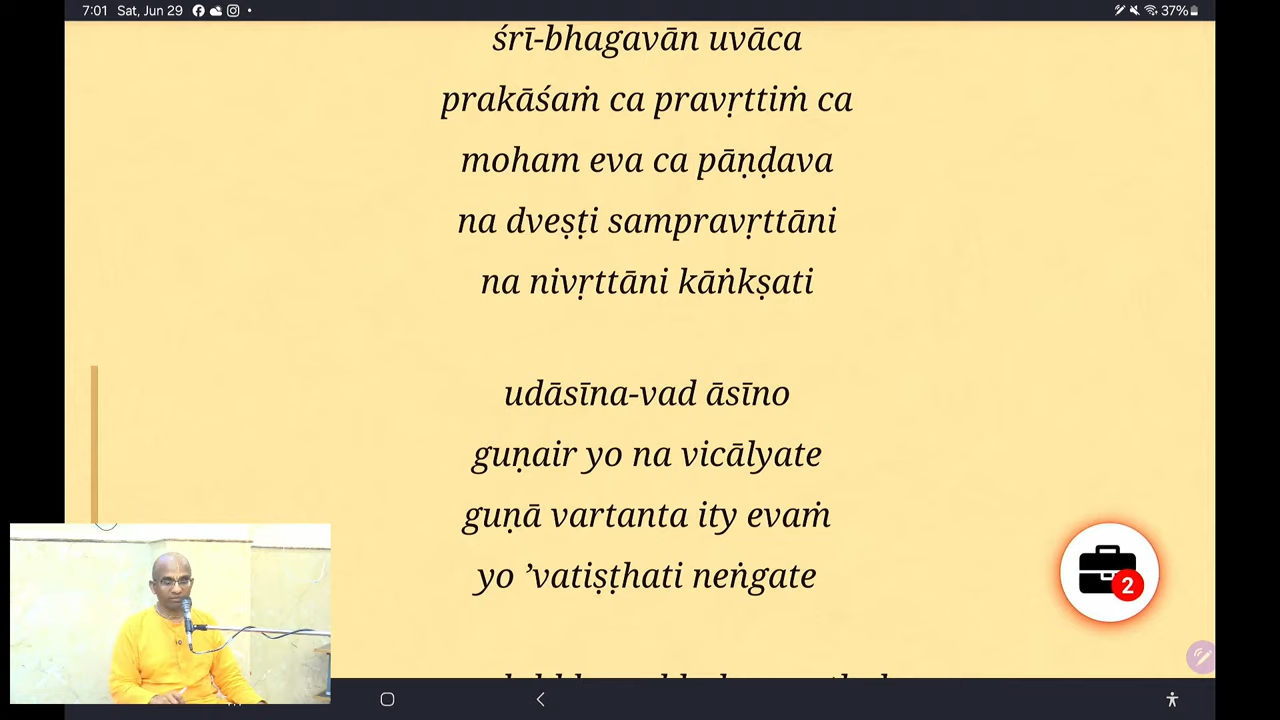 7:01 Sat, Jun 29
37%
śrī-bhagavān uvāca
prakāśaṁ ca pravṛttiṁ ca
moham eva ca pāṇḍava
na dveṣṭi sampravṛttāni
na nivṛttāni kāṅkṣati
udāsīna-vad āsīno
guṇair yo na vicālyate
guṇā vartanta ity evaṁ
yo ’vatiṣṭhati neṅgate
2